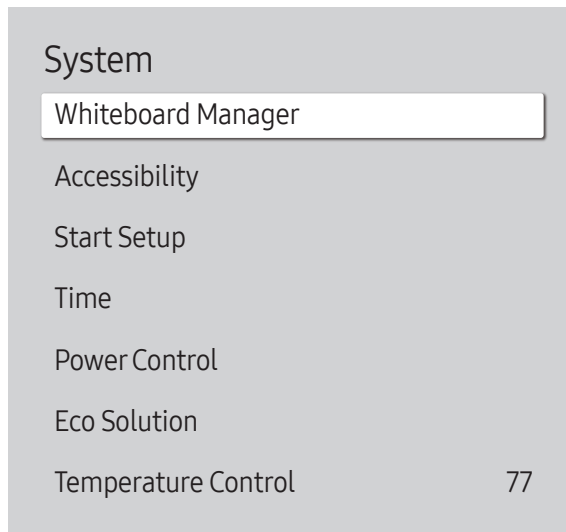 System
Whiteboard Manager
Accessibility
Start Setup
Time
Power Control
Eco Solution
Temperature Control 77